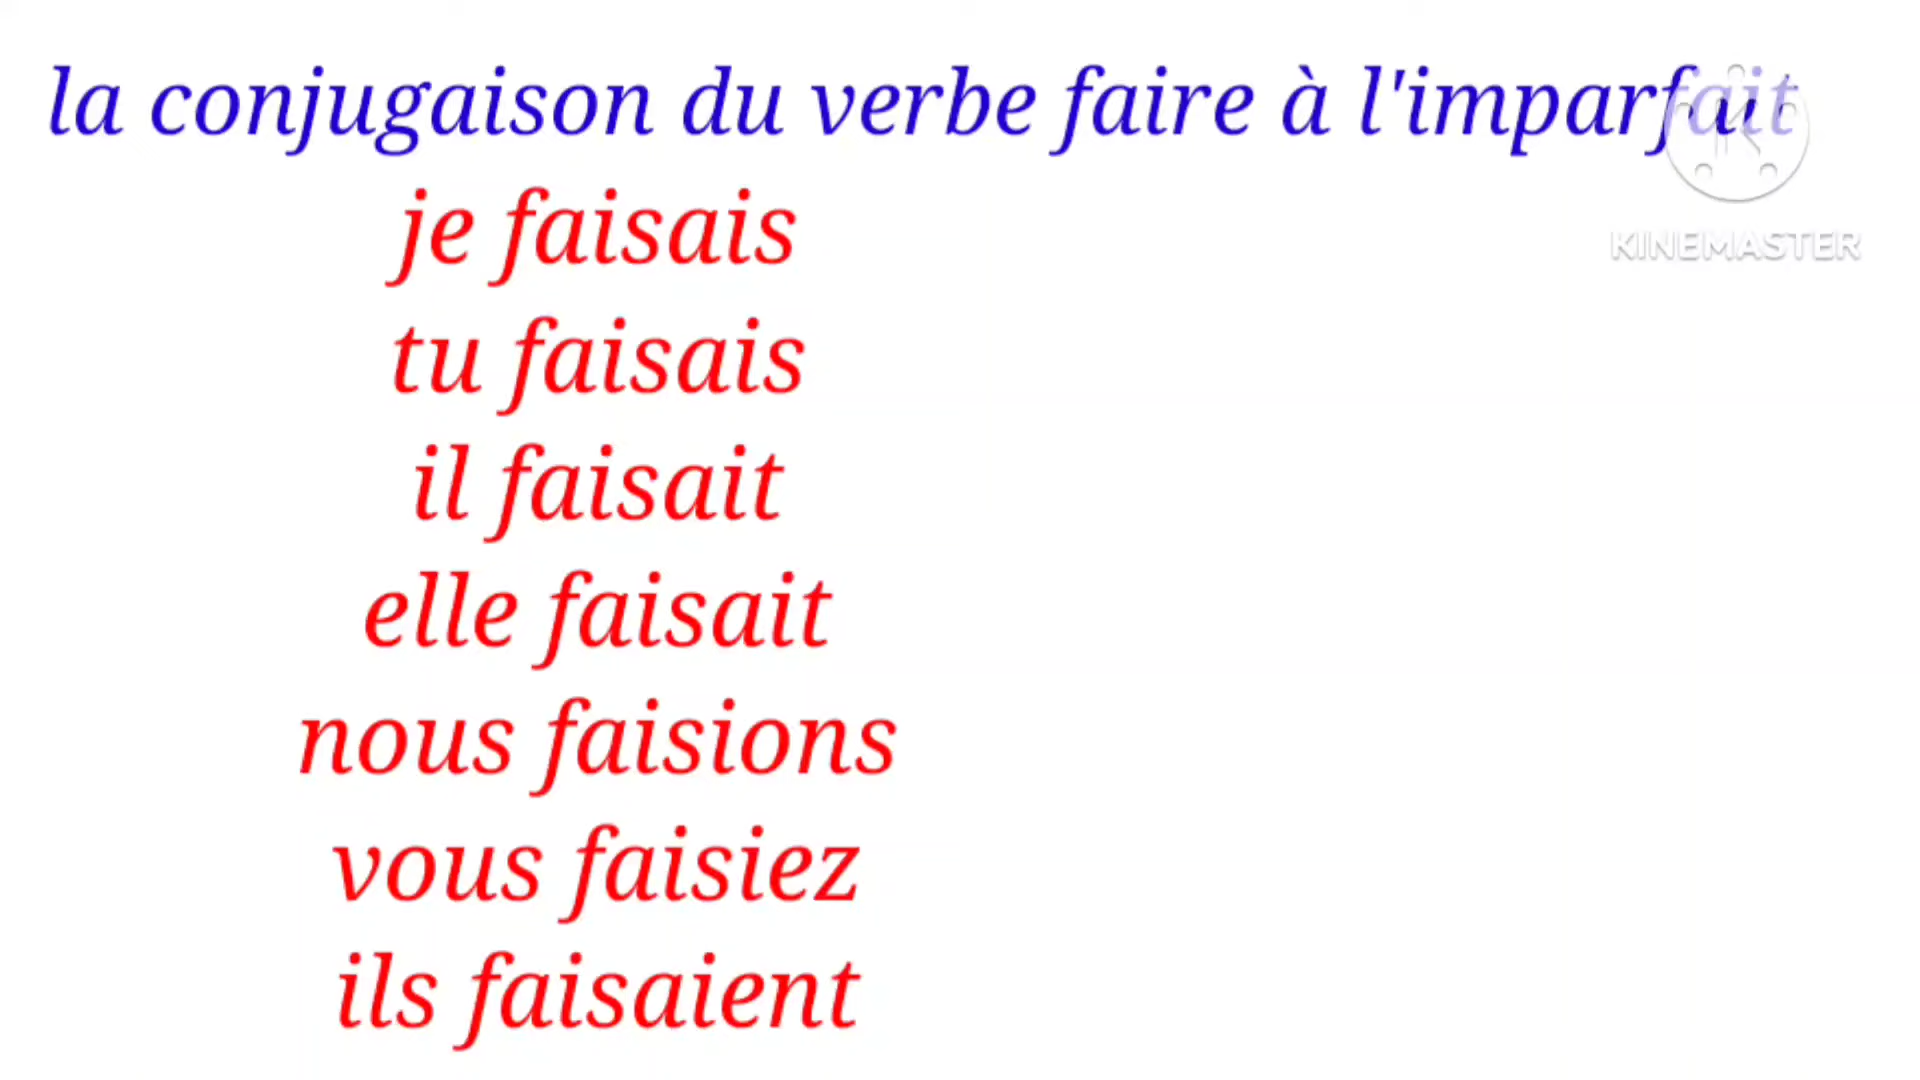 la conjugaison du verbe faire à l'imparfait
KINEMASTER
je faisais
tu faisais
il faisait
elle faisait
nous faisions
vous faisiez
ils faisaient